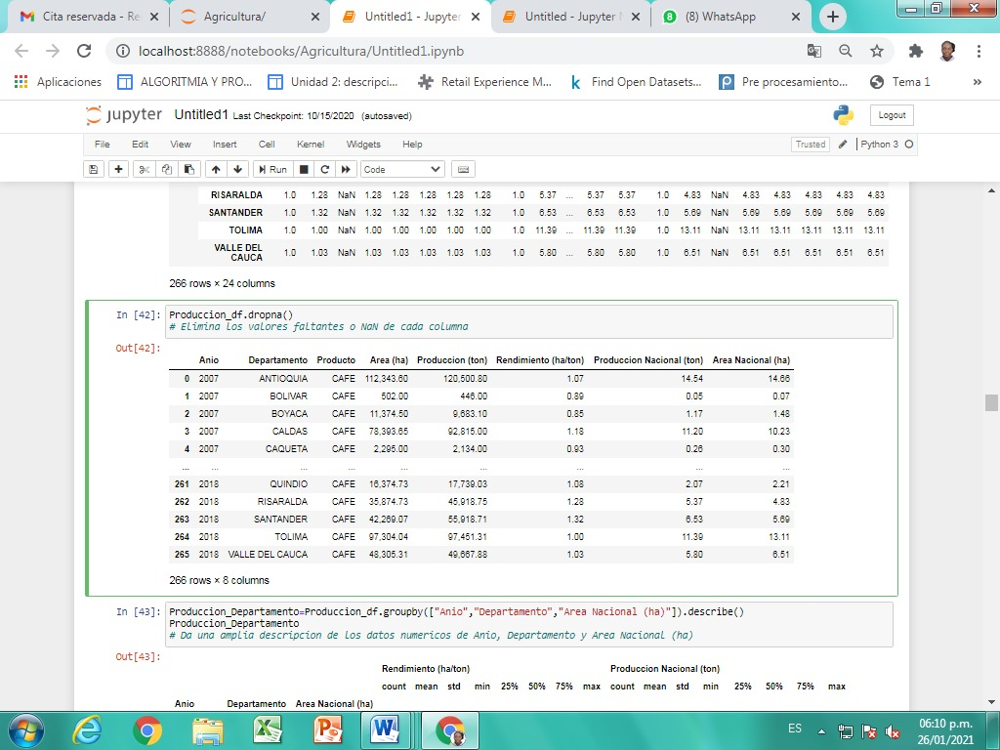 Cita reservada - Re
Agricultura/
Untitled1 - Jupyter
Untitled - Jupyter N
(8) WhatsApp
localhost:8888/notebooks/Agricultura/Untitled1.ipynb
Aplicaciones
ALGORITMIA Y PRO...
Unidad 2: descripci...
Retail Experience M...
Find Open Datasets...
Pre procesamiento...
Tema 1
»
jupyter Untitled1 Last Checkpoint: 10/15/2020 (autosaved)
Logout
File Edit View Insert Cell Kernel Widgets Help
Trusted
Python 3
Run
Code
RISARALDA 1.0 1.28 NaN 1.28 1.28 1.28 1.28 1.28 1.0 5.37 ... 5.37 5.37 1.0 4.83 NaN 4.83 4.83 4.83 4.83 4.83
SANTANDER 1.0 1.32 NaN 1.32 1.32 1.32 1.32 1.32 1.0 6.53 ... 6.53 6.53 1.0 5.69 NaN 5.69 5.69 5.69 5.69 5.69
TOLIMA 1.0 1.00 NaN 1.00 1.00 1.00 1.00 1.00 1.0 11.39 ... 11.39 11.39 1.0 13.11 NaN 13.11 13.11 13.11 13.11 13.11
VALLE DEL
CAUCA 1.0 1.03 NaN 1.03 1.03 1.03 1.03 1.03 1.0 5.80 ... 5.80 5.80 1.0 6.51 NaN 6.51 6.51 6.51 6.51 6.51
266 rows × 24 columns
In [42]: Produccion_df.dropna()
# Elimina los valores faltantes o NaN de cada columna
Out[42]:
Anio Departamento Producto Area (ha) Produccion (ton) Rendimiento (ha/ton) Produccion Nacional (ton) Area Nacional (ha)
0 2007 ANTIOQUIA CAFE 112,343.60 120,500.80 1.07 14.54 14.66
1 2007 BOLIVAR CAFE 502.00 446.00 0.89 0.05 0.07
2 2007 BOYACA CAFE 11,374.50 9,683.10 0.85 1.17 1.48
3 2007 CALDAS CAFE 78,393.65 92,815.00 1.18 11.20 10.23
4 2007 CAQUETA CAFE 2,295.00 2,134.00 0.93 0.26 0.30
... ... ... ... ... ... ... ... ...
261 2018 QUINDIO CAFE 16,374.73 17,739.03 1.08 2.07 2.21
262 2018 RISARALDA CAFE 35,874.73 45,918.75 1.28 5.37 4.83
263 2018 SANTANDER CAFE 42,269.07 55,918.71 1.32 6.53 5.69
264 2018 TOLIMA CAFE 97,304.04 97,451.31 1.00 11.39 13.11
265 2018 VALLE DEL CAUCA CAFE 48,305.31 49,667.88 1.03 5.80 6.51
266 rows × 8 columns
In [43]: Produccion_Departamento=Produccion_df.groupby(["Anio","Departamento","Area Nacional (ha)"]).describe()
Produccion_Departamento
# Da una amplia descripcion de los datos numericos de Anio, Departamento y Area Nacional (ha)
Out[43]:
Rendimiento (ha/ton) Produccion Nacional (ton)
count mean std min 25% 50% 75% max count mean std min 25% 50% 75% max
Anio Departamento Area Nacional (ha)
ES
06:10 p.m.
26/01/2021